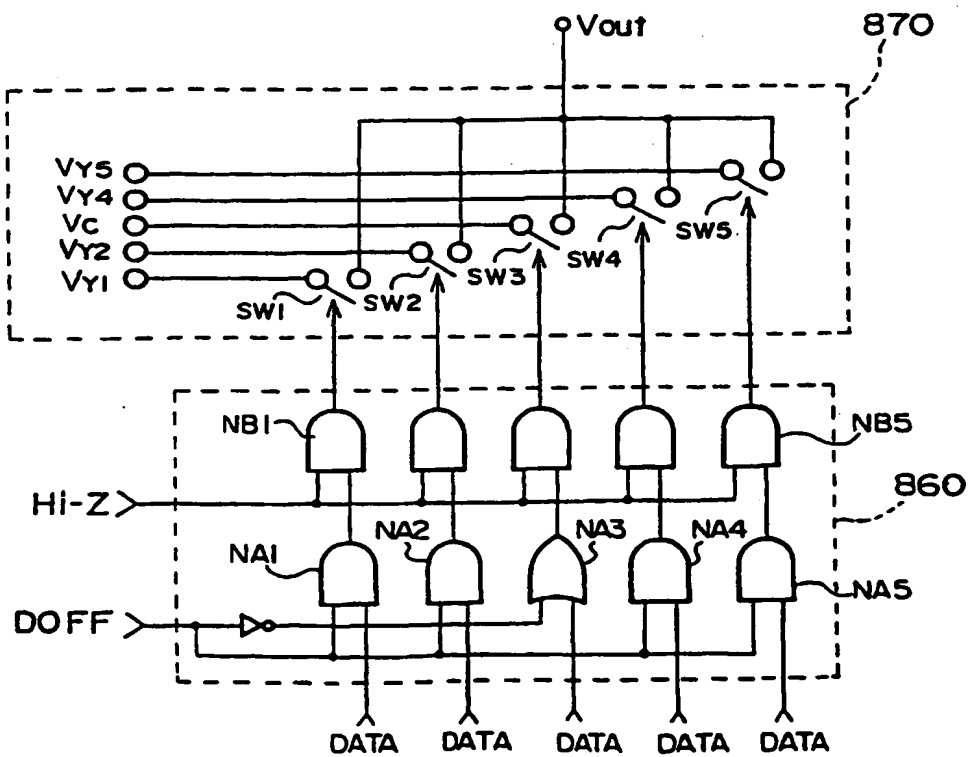 Vout
870
VY5
VY4
VC
VY2
VY1
SW1
SW2
SW3
SW4
SW5
NB1
NB5
Hi-Z
860
NA1
NA2
NA3
NA4
NA5
DOFF
DATA
DATA
DATA
DATA
DATA